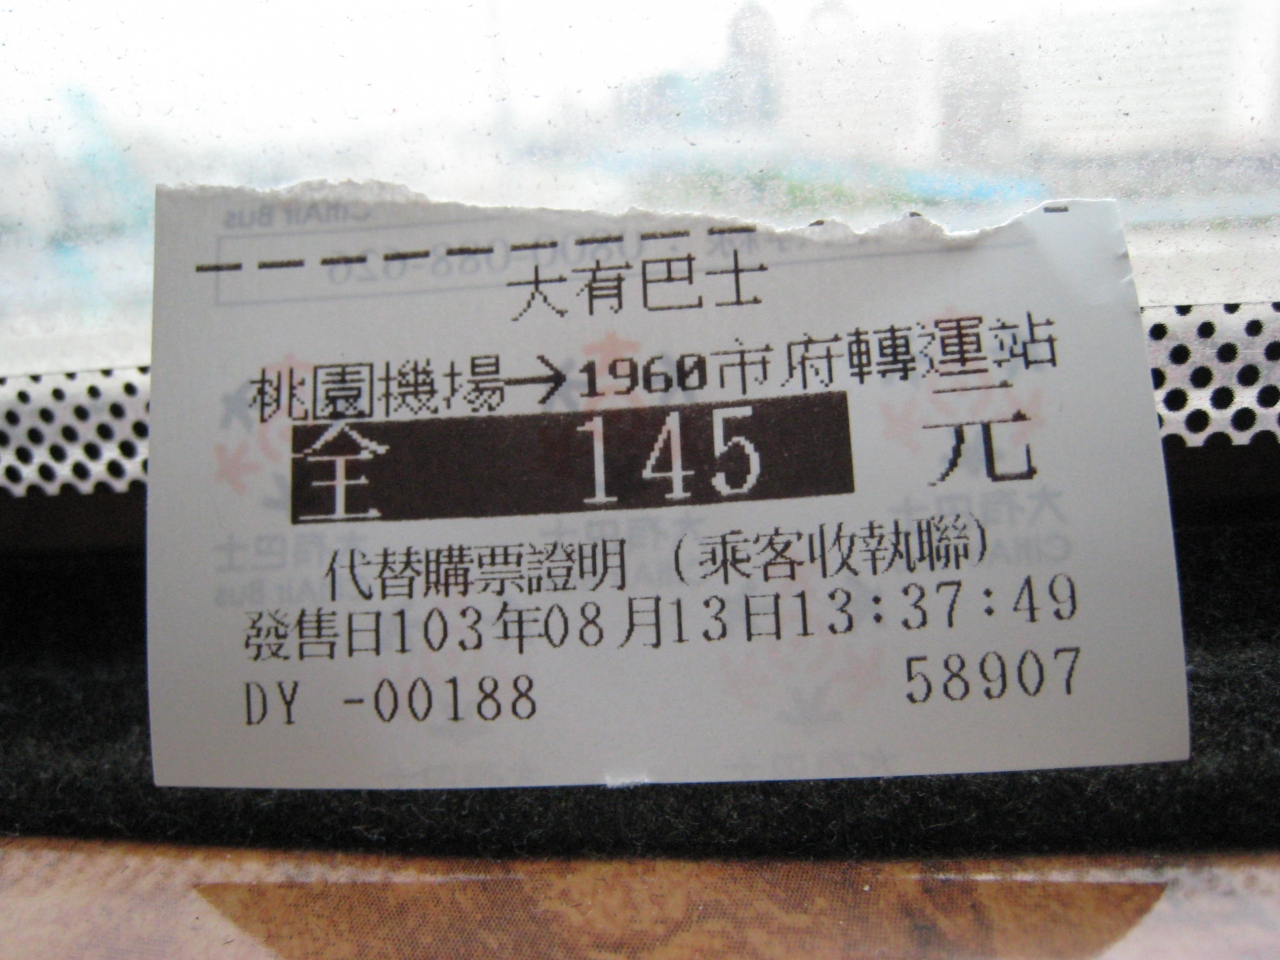 大有巴士
桃園機場→1960市府轉運站
全 145 元
代替購票證明（乘客收執聯）
發售日103年08月13日13:37:49
DY -00188 58907